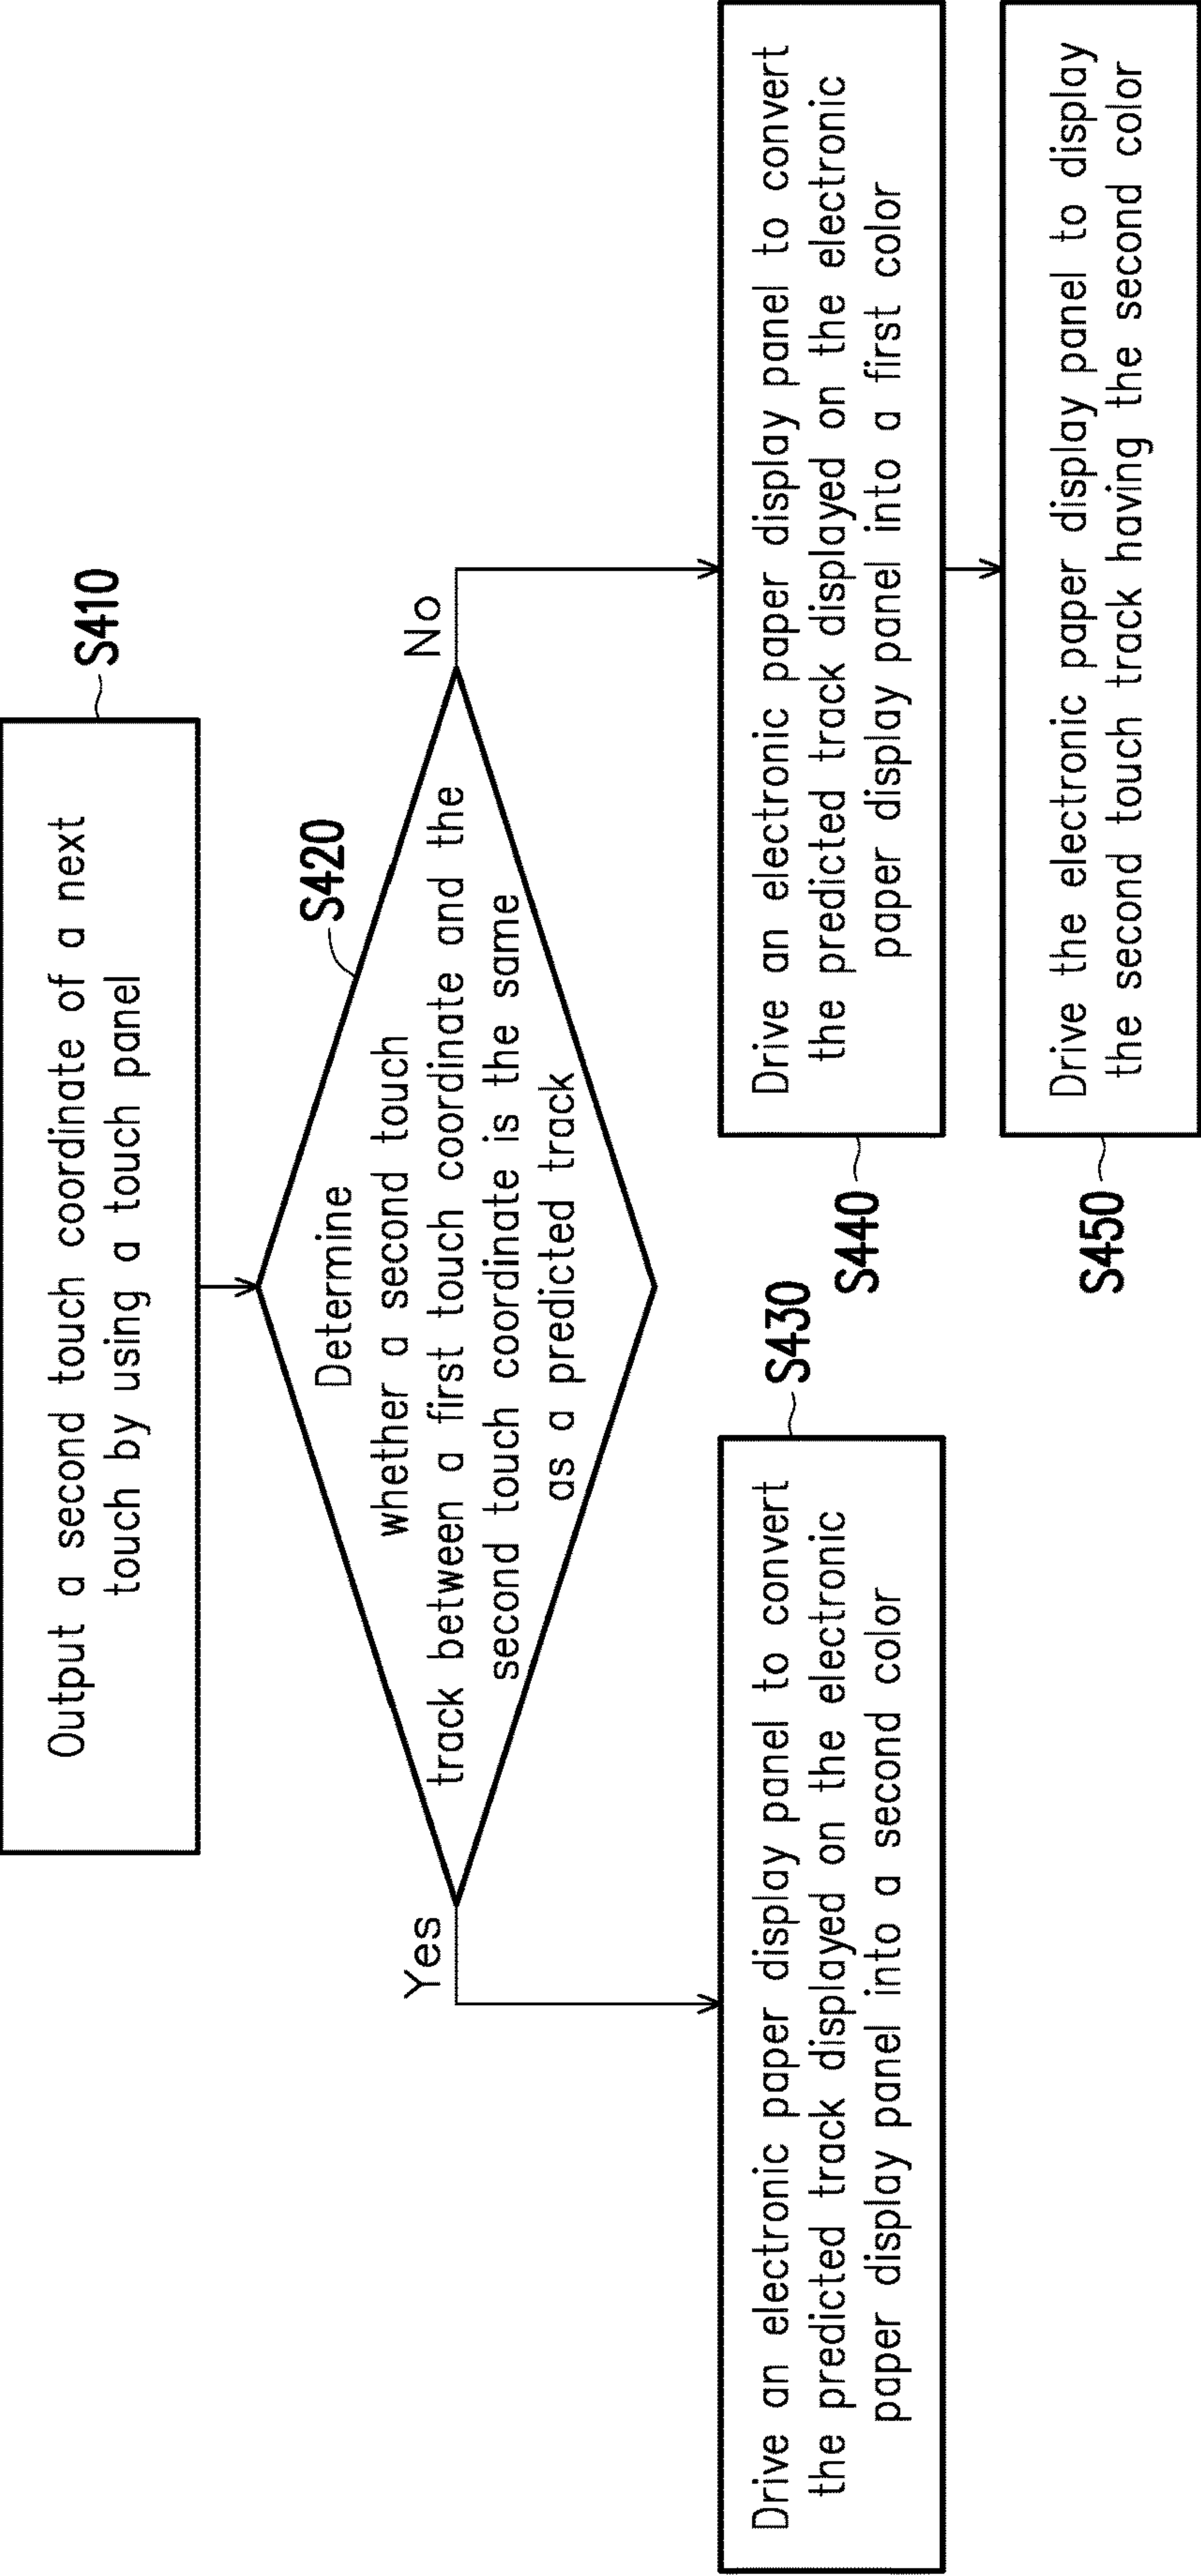 Output a second touch coordinate of a next
touch by using a touch panel
S410
Determine
whether a second touch
track between a first touch coordinate and the
second touch coordinate is the same
as a predicted track
S420
Yes
No
Drive an electronic paper display panel to convert
the predicted track displayed on the electronic
paper display panel into a second color
S430
Drive an electronic paper display panel to convert
the predicted track displayed on the electronic
paper display panel into a first color
S440
Drive the electronic paper display panel to display
the second touch track having the second color
S450